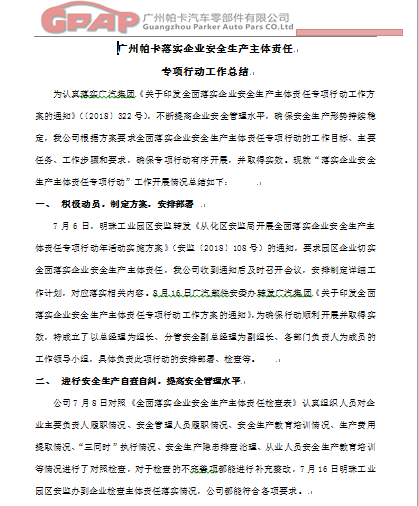 GPAP 广州帕卡汽车零部件有限公司
Guangzhou Parker Auto Parts Co.,LTD.
广州帕卡落实企业安全生产主体责任
专项行动工作总结
为认真落实广汽集团《关于印发全面落实企业安全生产主体责任专项行动工作方
案的通知》（〔2018〕322 号），不断提高企业安全管理水平，确保安全生产形势持续稳
定，我公司根据方案要求全面落实企业安全生产主体责任专项行动的工作目标、主要
任务、工作步骤和要求，确保专项行动有序开展，并取得实效。现就“落实企业安全
生产主体责任专项行动”工作开展情况总结如下：
一、 积极动员，制定方案，安排部署
7 月 6 日，明珠工业园区安监转发《从化区安监局开展全面落实企业安全生产主
体责任专项行动年活动实施方案》（安监〔2018〕108 号）的通知，要求园区企业切实
全面落实企业安全生产主体责任，我公司收到通知后及时召开会议，安排制定详细工
作计划，对应落实相关内容。8 月 16 日广汽部件安委办转发广汽集团《关于印发全面
落实企业安全生产主体责任专项行动工作方案的通知》，为确保行动顺利开展并取得实
效，特成立了以总经理为组长、分管安全副总经理为副组长、各部门负责人为成员的
工作领导小组，具体负责此项行动的安排部署、检查等。
二、 进行安全生产自查自纠，提高安全管理水平
公司 7 月 8 日对照《全面落实企业安全生产主体责任检查表》认真组织人员对企
业主要负责人履职情况、安全管理人员履职情况、安全生产教育培训情况、生产费用
提取情况、“三同时”执行情况、安全生产隐患排查治理、从业人员安全生产教育培训
等情况进行了对照检查，对于检查的不完善项都能进行补充整改，7 月 16 日明珠工业
园区安监办到企业检查主体责任落实情况，公司都能符合各项要求。